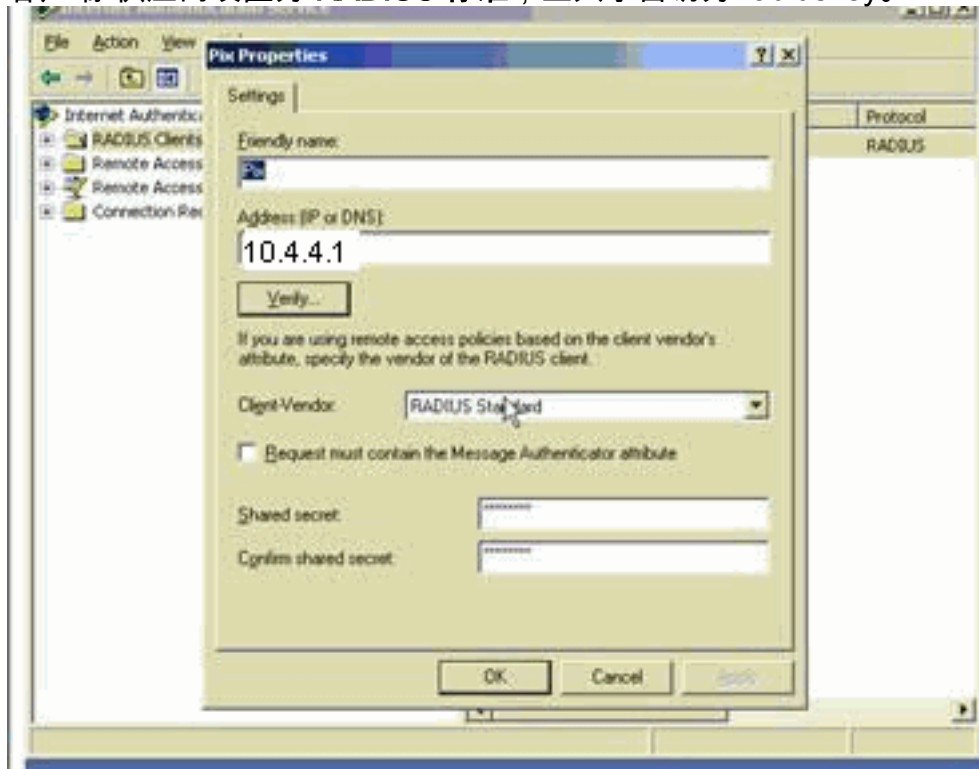 File Action View
Pix Properties
Settings
Internet Authentic
RADIUS Clients
Remote Access
Remote Access
Connection Re
Protocol
RADIUS
Friendly name:
Pix
Address (IP or DNS):
10.4.4.1
Verify...
If you are using remote access policies based on the client vendor's
attribute, specify the vendor of the RADIUS client.
Client-Vendor:
RADIUS Standard
Request must contain the Message Authenticator attribute
Shared secret:
********
Confirm shared secret:
********
OK
Cancel
Apply